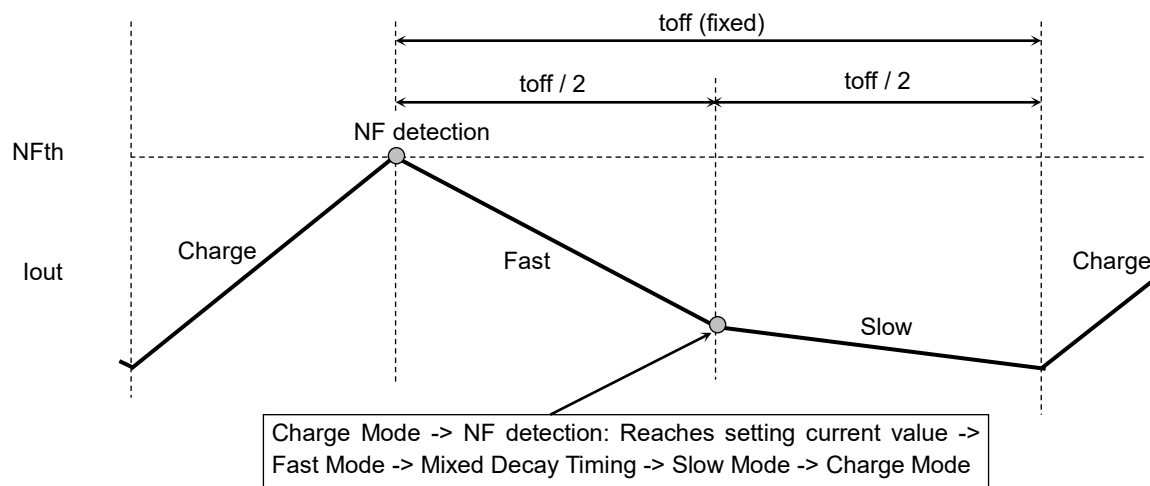 toff (fixed)
toff / 2
toff / 2
NF detection
NFth
Charge
Fast
Iout
Charge
Slow
Charge Mode -> NF detection: Reaches setting current value ->
Fast Mode -> Mixed Decay Timing -> Slow Mode -> Charge Mode